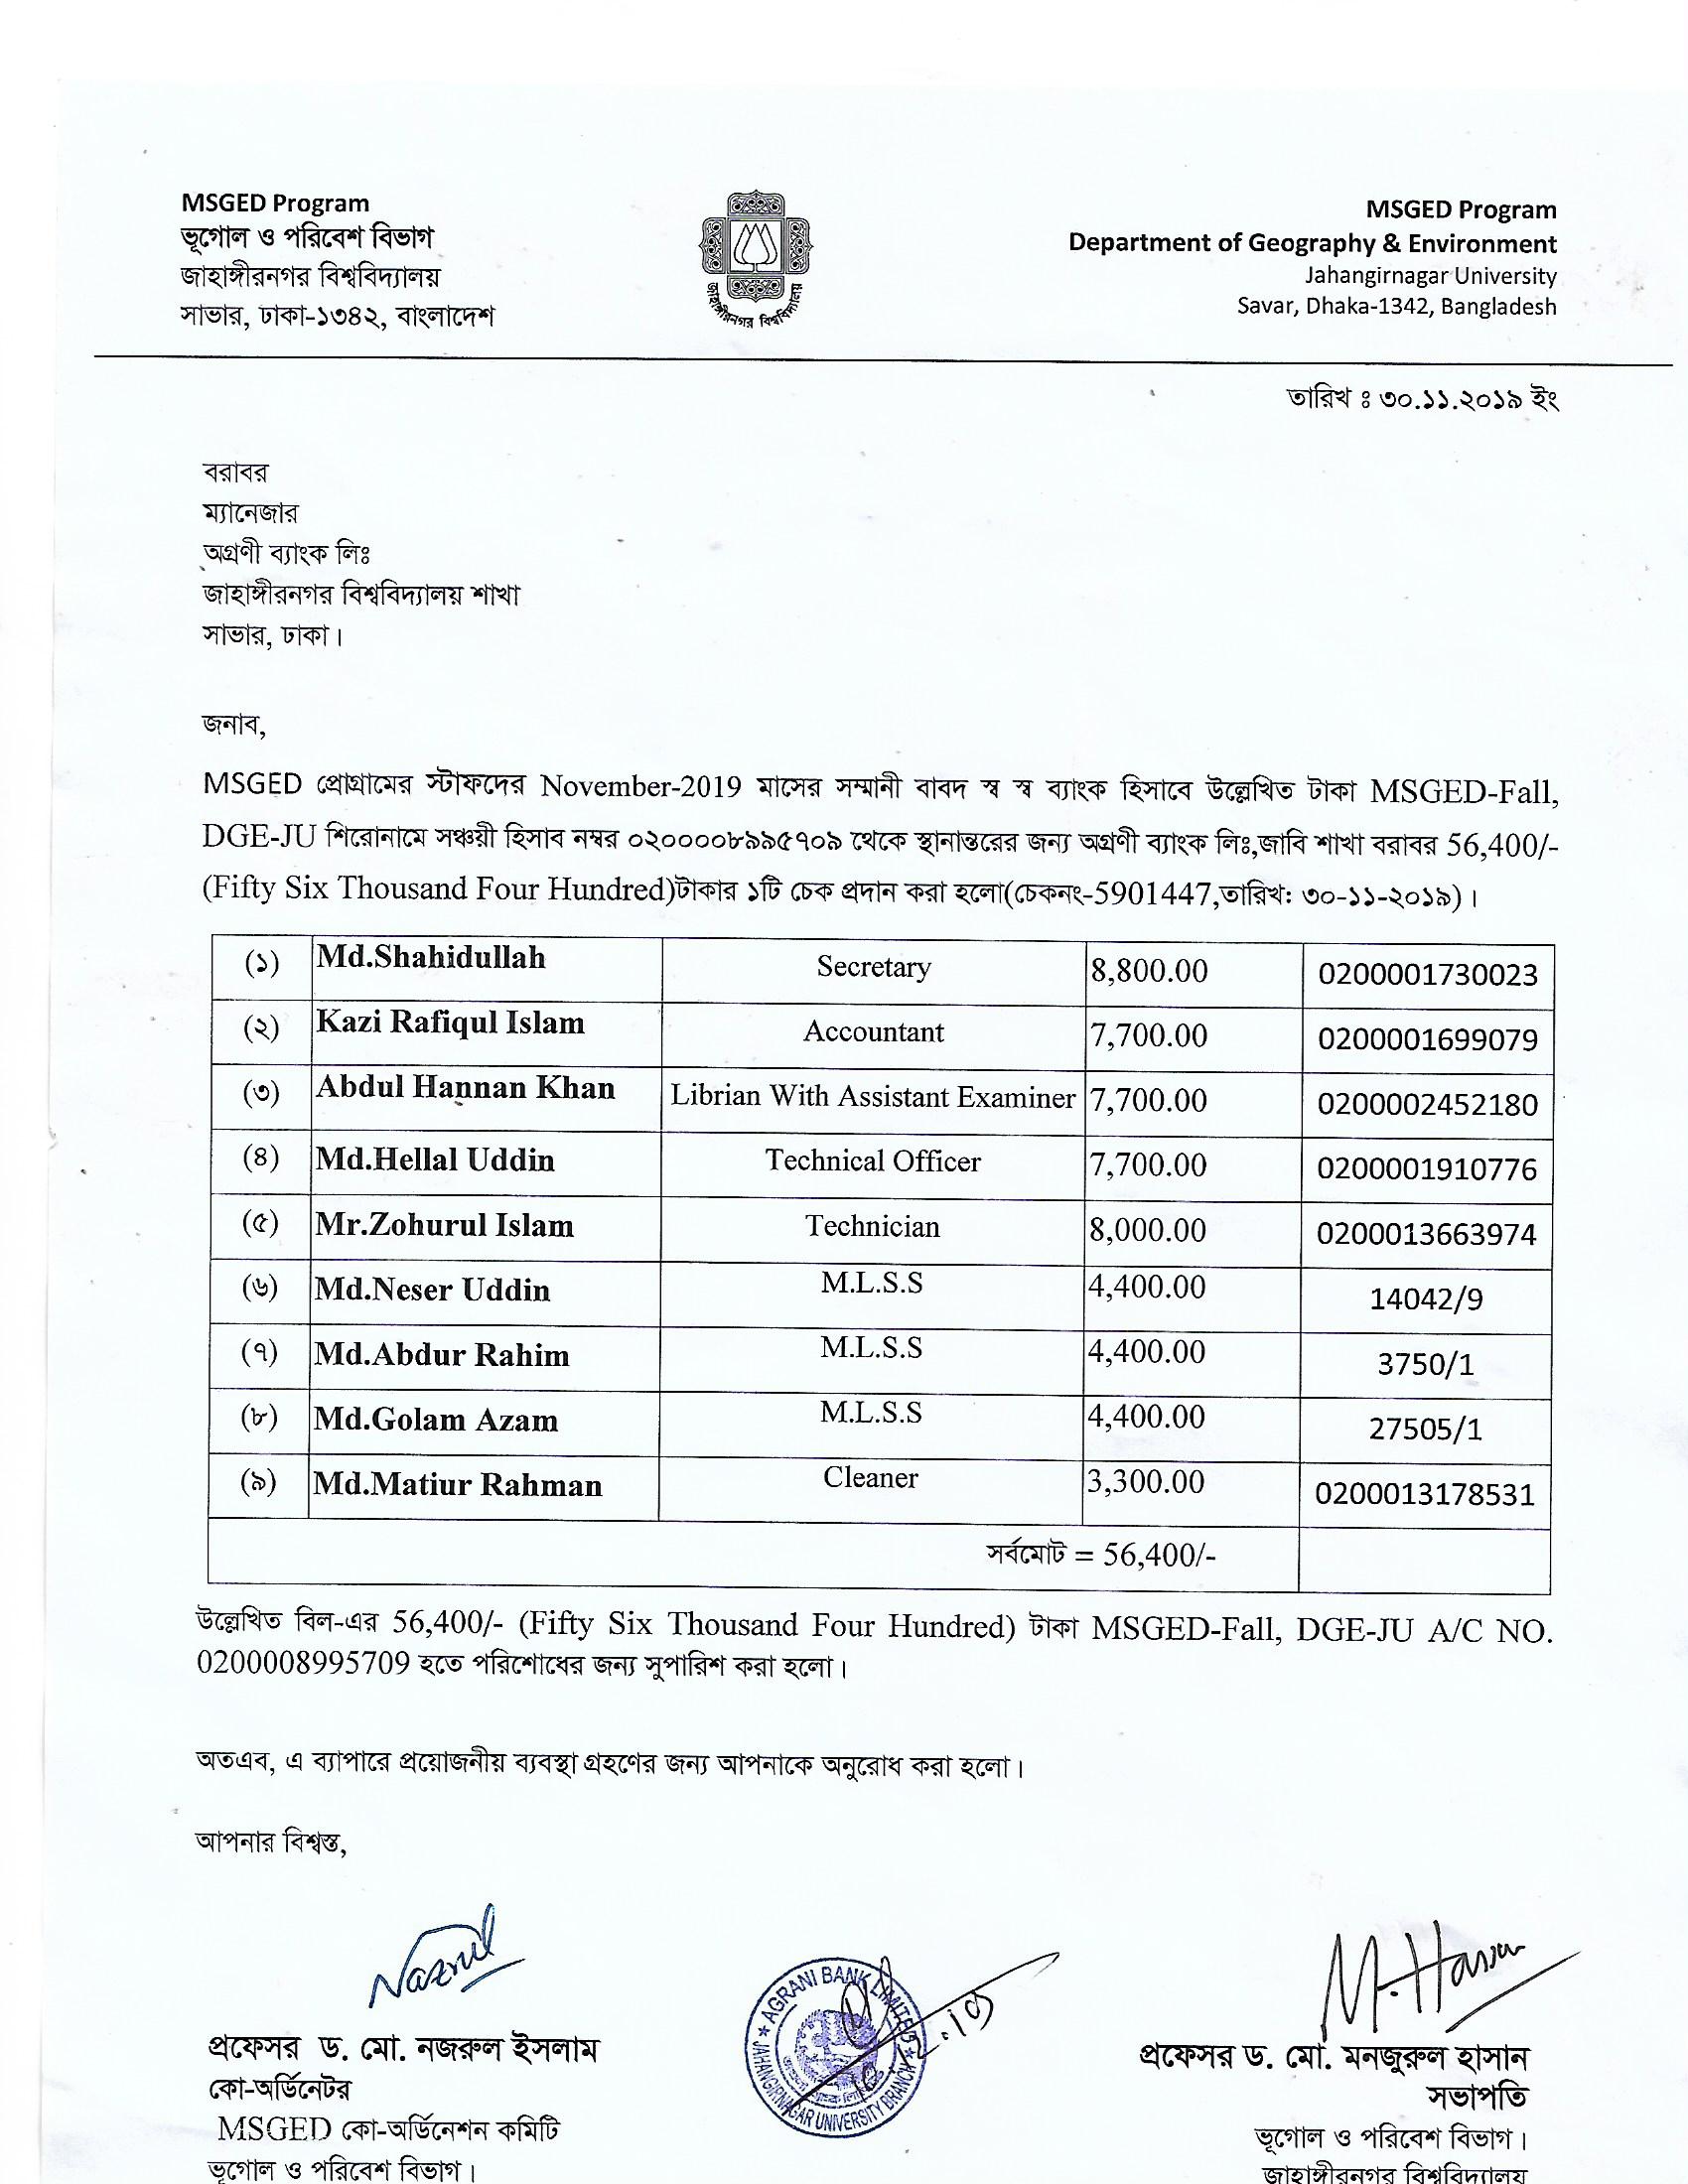 MSGED Program
ভূগোল ও পরিবেশ বিভাগ
জাহাঙ্গীরনগর বিশ্ববিদ্যালয়
সাভার, ঢাকা-১৩৪২, বাংলাদেশ
জাহাঙ্গীরনগর বিশ্ববিদ্যালয়
MSGED Program
Department of Geography & Environment
Jahangirnagar University
Savar, Dhaka-1342, Bangladesh
তারিখ ঃ ৩০.১১.২০১৯ ইং
বরাবর
ম্যানেজার
অগ্রণী ব্যাংক লিঃ
জাহাঙ্গীরনগর বিশ্ববিদ্যালয় শাখা
সাভার, ঢাকা।
জনাব,
MSGED প্রোগ্রামের স্টাফদের November-2019 মাসের সম্মানী বাবদ স্ব স্ব ব্যাংক হিসাবে উল্লেখিত টাকা MSGED-Fall,
DGE-JU শিরোনামে সঞ্চয়ী হিসাব নম্বর ০২০০০০৮৯৯৫৭০৯ থেকে স্থানান্তরের জন্য অগ্রণী ব্যাংক লিঃ,জাবি শাখা বরাবর 56,400/-
(Fifty Six Thousand Four Hundred)টাকার ১টি চেক প্রদান করা হলো(চেকনং-5901447,তারিখ: ৩০-১১-২০১৯)।
(১) Md.Shahidullah Secretary 8,800.00 0200001730023
(২) Kazi Rafiqul Islam Accountant 7,700.00 0200001699079
(৩) Abdul Hannan Khan Librian With Assistant Examiner 7,700.00 0200002452180
(৪) Md.Hellal Uddin Technical Officer 7,700.00 0200001910776
(৫) Mr.Zohurul Islam Technician 8,000.00 0200013663974
(৬) Md.Neser Uddin M.L.S.S 4,400.00 14042/9
(৭) Md.Abdur Rahim M.L.S.S 4,400.00 3750/1
(৮) Md.Golam Azam M.L.S.S 4,400.00 27505/1
(৯) Md.Matiur Rahman Cleaner 3,300.00 0200013178531
সর্বমোট = 56,400/-
উল্লেখিত বিল-এর 56,400/- (Fifty Six Thousand Four Hundred) টাকা MSGED-Fall, DGE-JU A/C NO.
0200008995709 হতে পরিশোধের জন্য সুপারিশ করা হলো।
অতএব, এ ব্যাপারে প্রয়োজনীয় ব্যবস্থা গ্রহণের জন্য আপনাকে অনুরোধ করা হলো।
আপনার বিশ্বস্ত,
Nazrul
প্রফেসর ড. মো. নজরুল ইসলাম
কো-অর্ডিনেটর
MSGED কো-অর্ডিনেশন কমিটি
ভূগোল ও পরিবেশ বিভাগ।
AGRANI BANK LIMITED
JAHANGIRNAGAR UNIVERSITY BRANCH
M.Hasan
প্রফেসর ড. মো. মনজুরুল হাসান
সভাপতি
ভূগোল ও পরিবেশ বিভাগ।
জাহাঙ্গীরনগর বিশ্ববিদ্যালয়